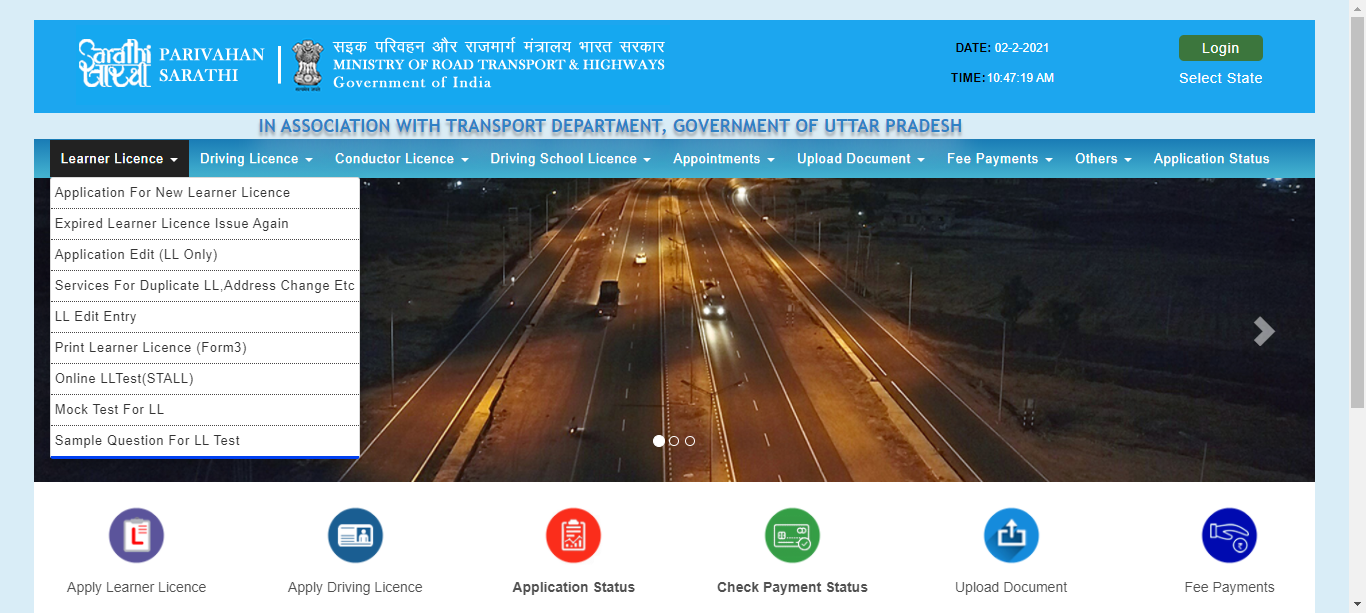 Sarathi
सारथी
PARIVAHAN
SARATHI
सड़क परिवहन और राजमार्ग मंत्रालय भारत सरकार
MINISTRY OF ROAD TRANSPORT & HIGHWAYS
Government of India
DATE: 02-2-2021
TIME:10:47:19 AM
Login
Select State
IN ASSOCIATION WITH TRANSPORT DEPARTMENT, GOVERNMENT OF UTTAR PRADESH
Learner Licence Driving Licence Conductor Licence Driving School Licence Appointments Upload Document Fee Payments Others Application Status
Application For New Learner Licence
Expired Learner Licence Issue Again
Application Edit (LL Only)
Services For Duplicate LL,Address Change Etc
LL Edit Entry
Print Learner Licence (Form3)
Online LLTest(STALL)
Mock Test For LL
Sample Question For LL Test
L
Apply Learner Licence Apply Driving Licence Application Status Check Payment Status Upload Document Fee Payments